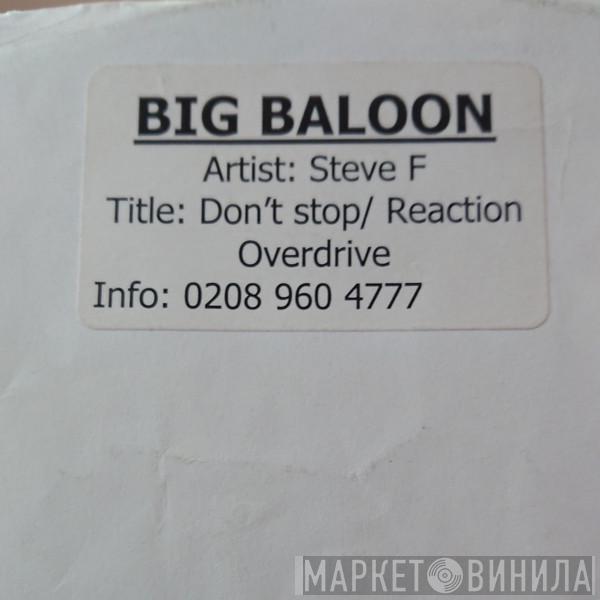 BIG BALOON
Artist: Steve F
Title: Don't stop/ Reaction
Overdrive
Info: 0208 960 4777
МАРКЕТ ВИНИЛА